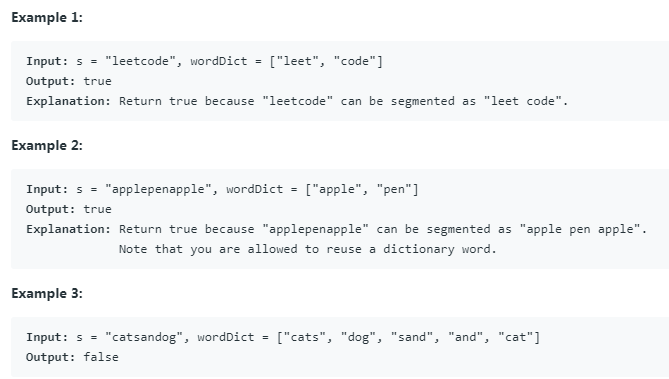 Example 1:
Input: s = "leetcode", wordDict = ["leet", "code"]
Output: true
Explanation: Return true because "leetcode" can be segmented as "leet code".
Example 2:
Input: s = "applepenapple", wordDict = ["apple", "pen"]
Output: true
Explanation: Return true because "applepenapple" can be segmented as "apple pen apple".
Note that you are allowed to reuse a dictionary word.
Example 3:
Input: s = "catsandog", wordDict = ["cats", "dog", "sand", "and", "cat"]
Output: false